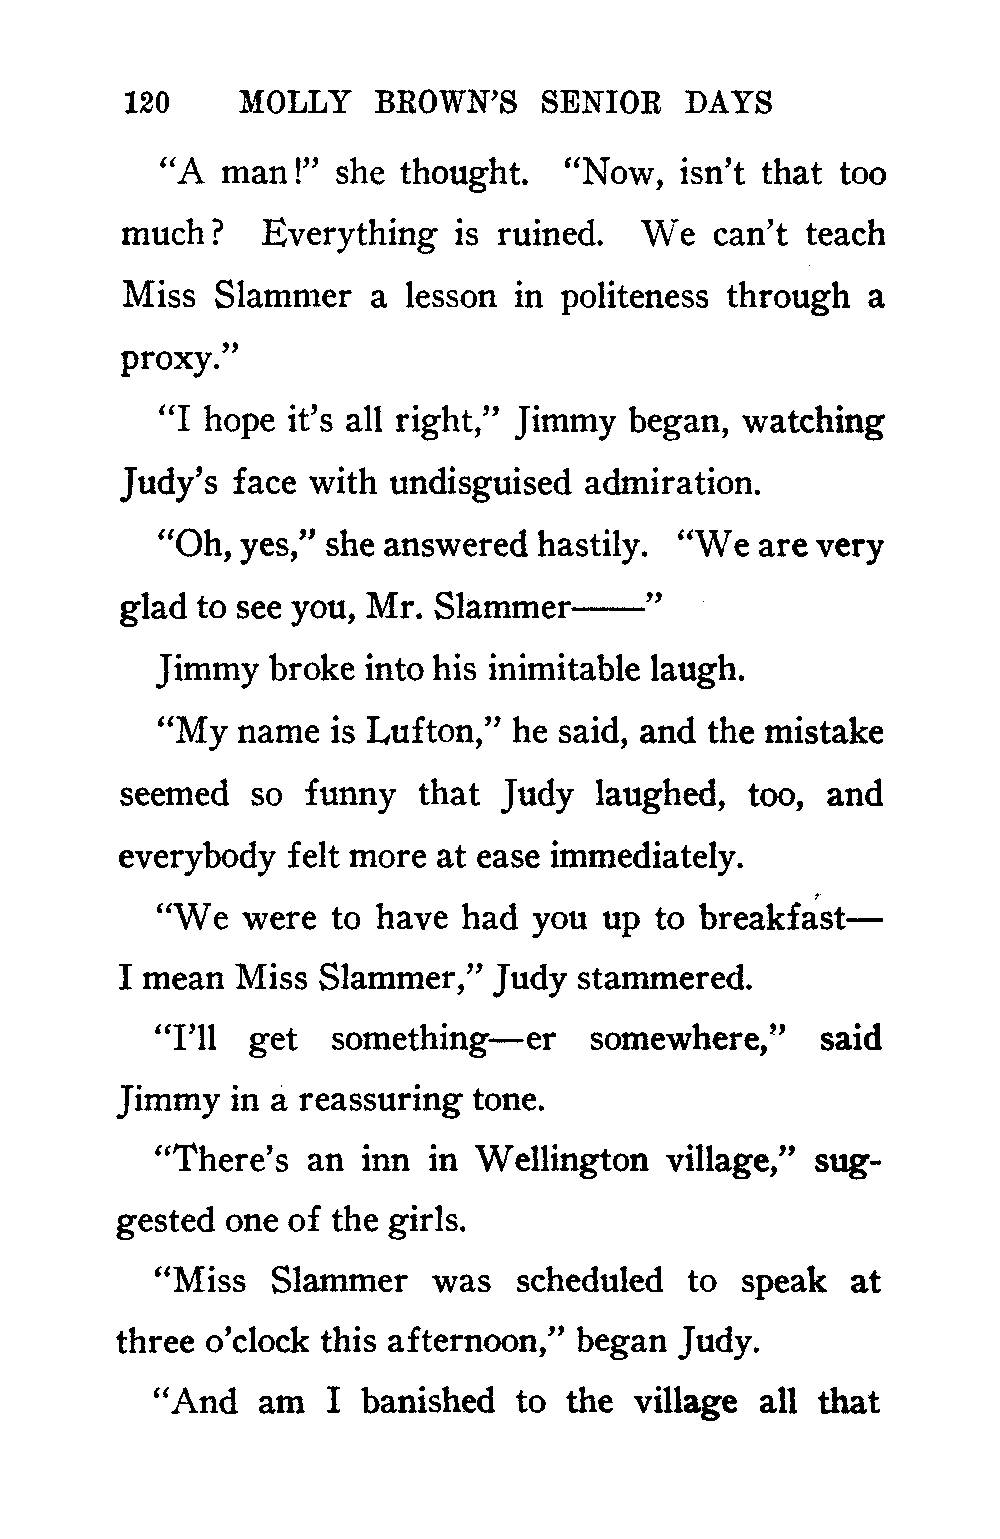 120 MOLLY BROWN'S SENIOR DAYS
"A man!" she thought. "Now, isn't that too
much? Everything is ruined. We can't teach
Miss Slammer a lesson in politeness through a
proxy."
"I hope it's all right," Jimmy began, watching
Judy's face with undisguised admiration.
"Oh, yes," she answered hastily. "We are very
glad to see you, Mr. Slammer——"
Jimmy broke into his inimitable laugh.
"My name is Lufton," he said, and the mistake
seemed so funny that Judy laughed, too, and
everybody felt more at ease immediately.
"We were to have had you up to breakfast—
I mean Miss Slammer," Judy stammered.
"I'll get something—er somewhere," said
Jimmy in a reassuring tone.
"There's an inn in Wellington village," sug-
gested one of the girls.
"Miss Slammer was scheduled to speak at
three o'clock this afternoon," began Judy.
"And am I banished to the village all that